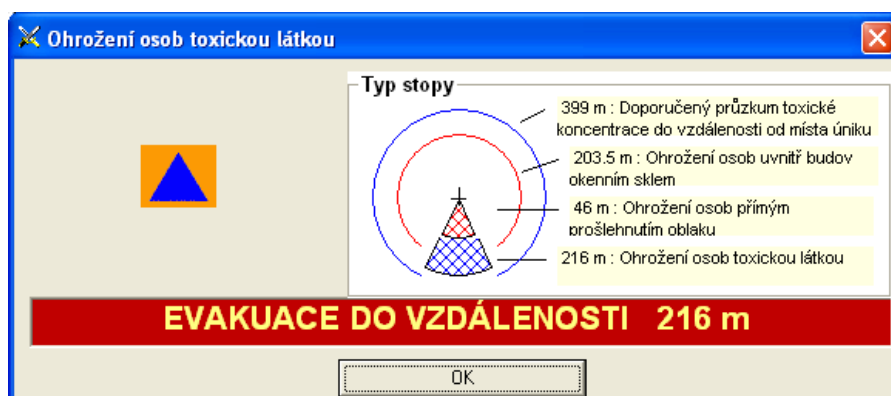 Ohrožení osob toxickou látkou
Typ stopy
399 m : Doporučený průzkum toxické
koncentrace do vzdálenosti od místa úniku
203.5 m : Ohrožení osob uvnitř budov
okenním sklem
46 m : Ohrožení osob přímým
prošlehnutím oblaku
216 m : Ohrožení osob toxickou látkou
EVAKUACE DO VZDÁLENOSTI 216 m
OK